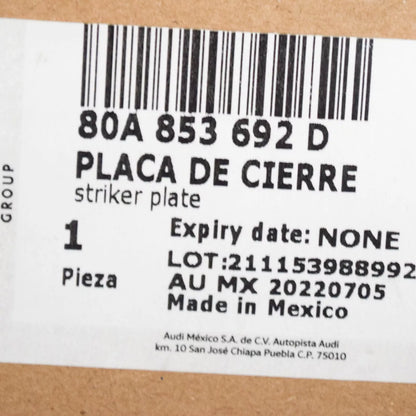 80A 853 692 D
PLACA DE CIERRE
striker plate
GROUP
1
Pieza
Expiry date: NONE
LOT:211153988992
AU MX 20220705
Made in Mexico
Audi México S.A. de C.V. Autopista Audi
km. 10 San José Chiapa Puebla C.P. 75010